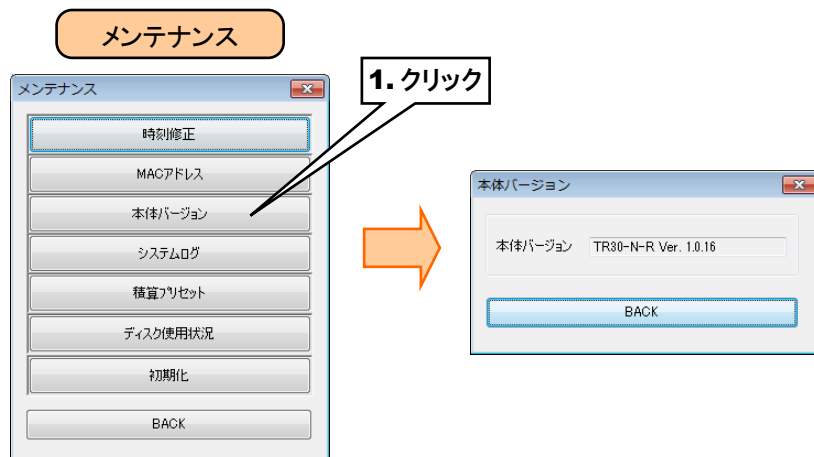 メンテナンス
メンテナンス
1. クリック
時刻修正
MACアドレス
本体バージョン
システムログ
積算プリセット
ディスク使用状況
初期化
BACK
本体バージョン
本体バージョン TR30-N-R Ver. 1.0.16
BACK